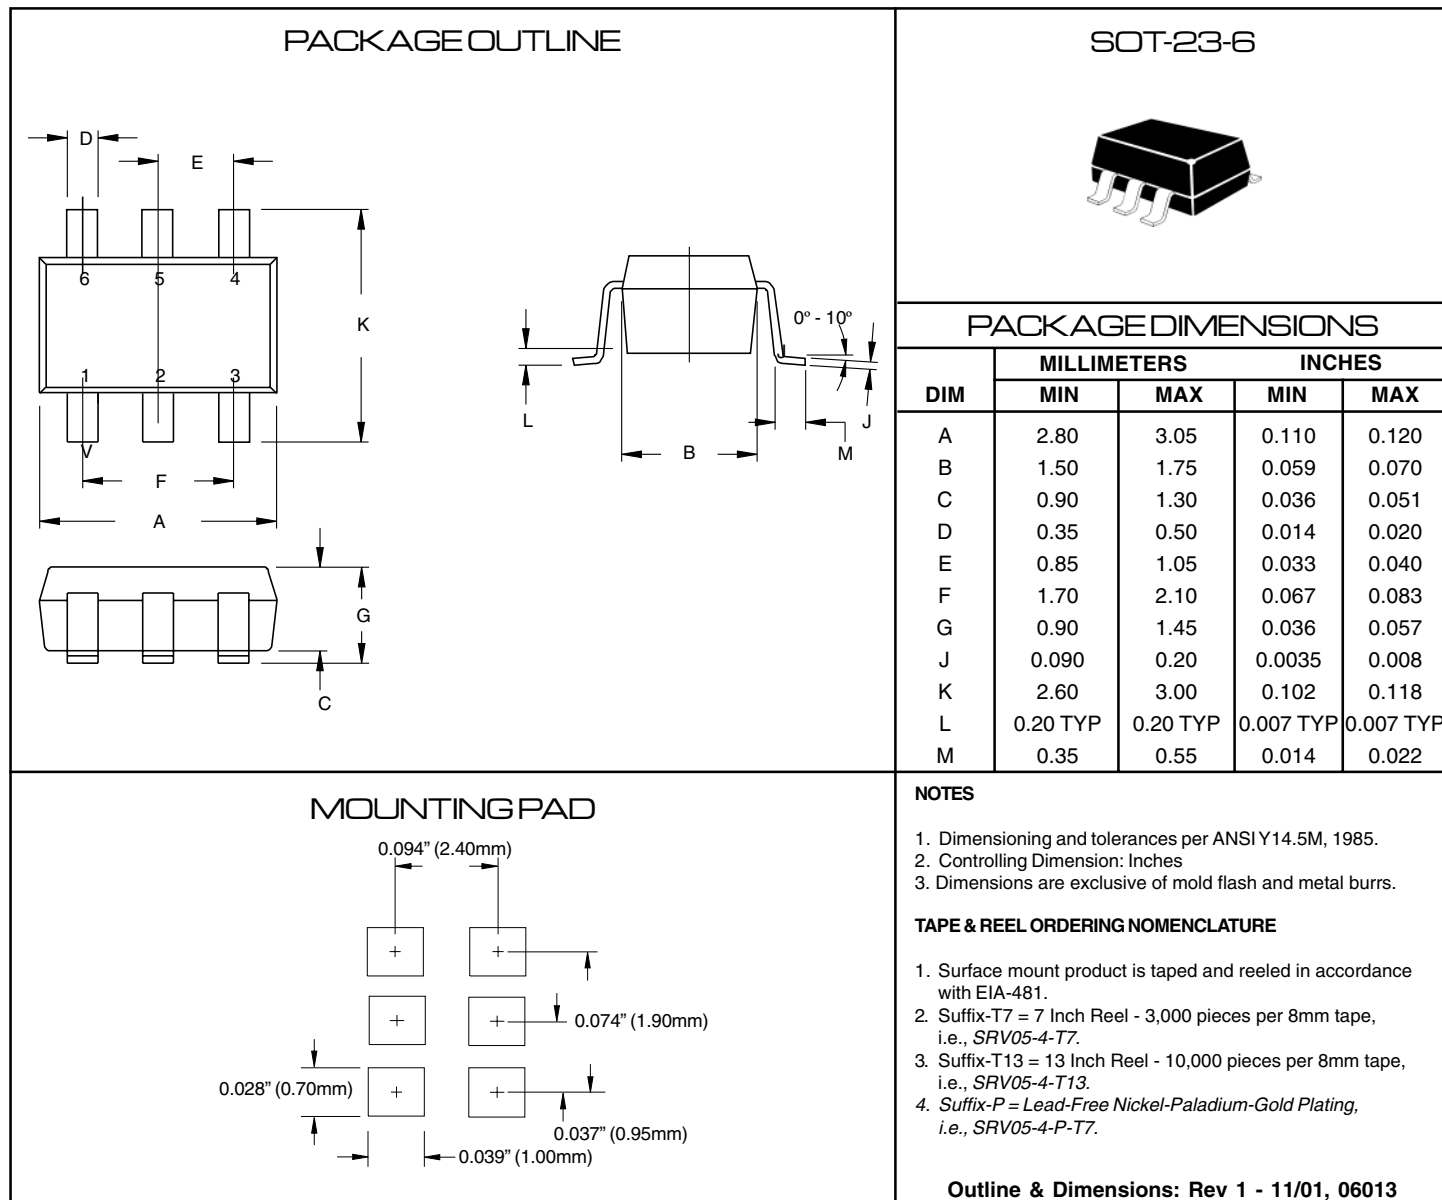 PACKAGE OUTLINE
D
E
6 5 4
1 2 3
V
K
F
A
G
C
0º - 10º
L
B
M
J
SOT-23-6
PACKAGE DIMENSIONS
MILLIMETERS INCHES
DIM MIN MAX MIN MAX
A 2.80 3.05 0.110 0.120
B 1.50 1.75 0.059 0.070
C 0.90 1.30 0.036 0.051
D 0.35 0.50 0.014 0.020
E 0.85 1.05 0.033 0.040
F 1.70 2.10 0.067 0.083
G 0.90 1.45 0.036 0.057
J 0.090 0.20 0.0035 0.008
K 2.60 3.00 0.102 0.118
L 0.20 TYP 0.20 TYP 0.007 TYP 0.007 TYP
M 0.35 0.55 0.014 0.022
MOUNTING PAD
0.094” (2.40mm)
0.074” (1.90mm)
0.028” (0.70mm)
0.037” (0.95mm)
0.039” (1.00mm)
NOTES
1. Dimensioning and tolerances per ANSI Y14.5M, 1985.
2. Controlling Dimension: Inches
3. Dimensions are exclusive of mold flash and metal burrs.
TAPE & REEL ORDERING NOMENCLATURE
1. Surface mount product is taped and reeled in accordance
with EIA-481.
2. Suffix-T7 = 7 Inch Reel - 3,000 pieces per 8mm tape,
i.e., SRV05-4-T7.
3. Suffix-T13 = 13 Inch Reel - 10,000 pieces per 8mm tape,
i.e., SRV05-4-T13.
4. Suffix-P = Lead-Free Nickel-Paladium-Gold Plating,
i.e., SRV05-4-P-T7.
Outline & Dimensions: Rev 1 - 11/01, 06013